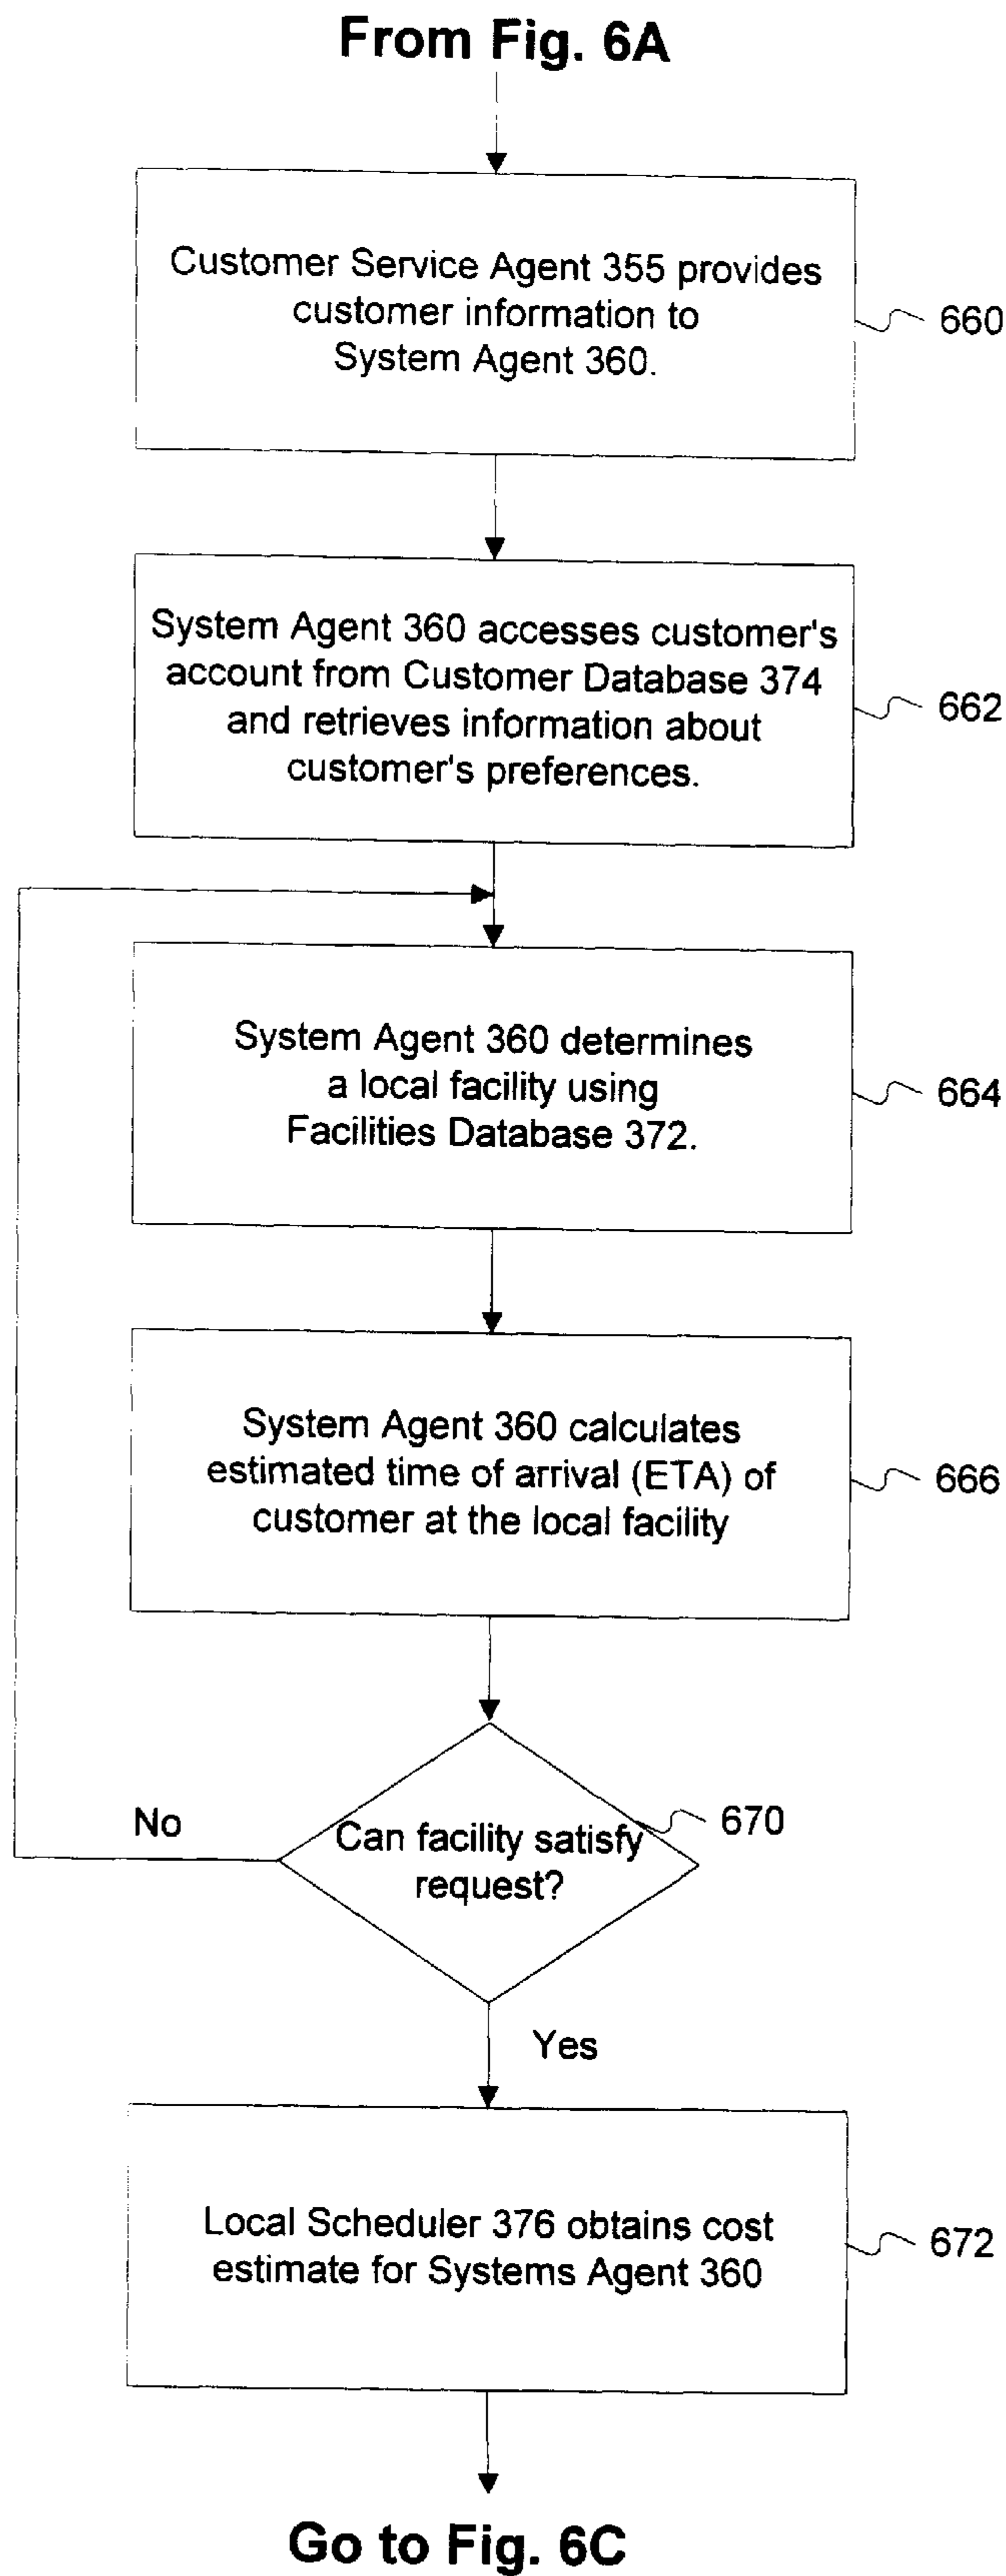 From Fig. 6A
Customer Service Agent 355 provides
customer information to
System Agent 360.
660
System Agent 360 accesses customer's
account from Customer Database 374
and retrieves information about
customer's preferences.
662
System Agent 360 determines
a local facility using
Facilities Database 372.
664
System Agent 360 calculates
estimated time of arrival (ETA) of
customer at the local facility
666
No
Can facility satisfy
request?
670
Yes
Local Scheduler 376 obtains cost
estimate for Systems Agent 360
672
Go to Fig. 6C